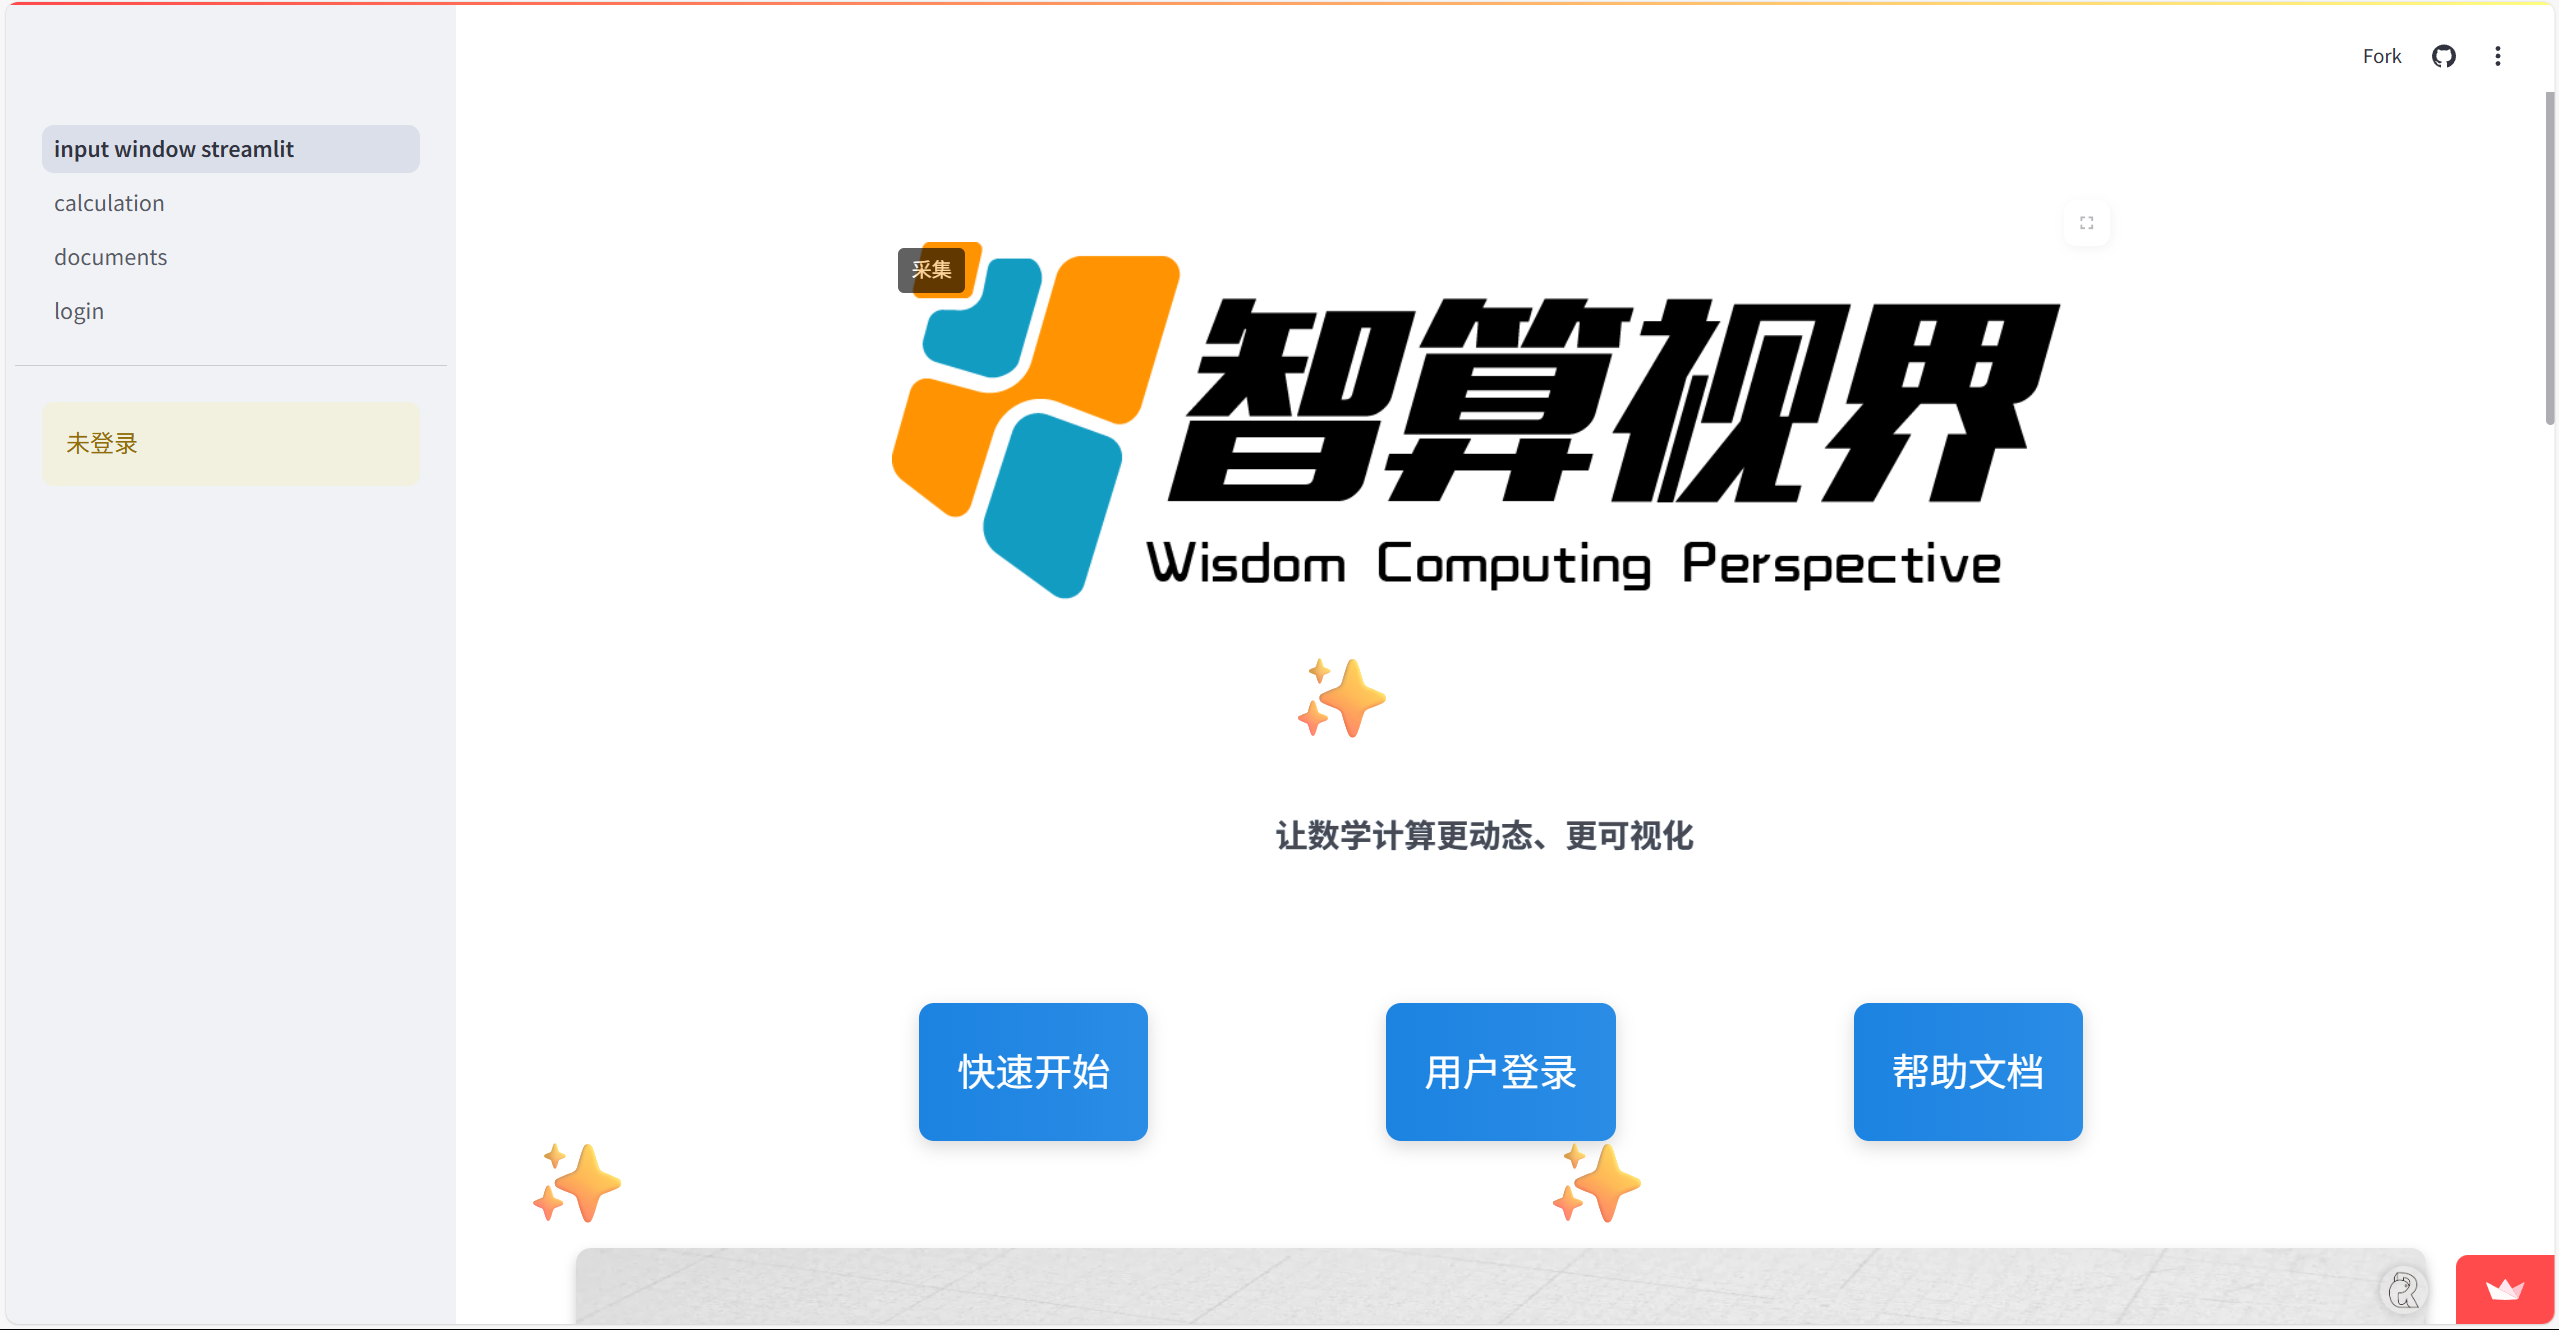 Fork
input window streamlit
calculation
documents
login
未登录
采集
智算视界
Wisdom Computing Perspective
让数学计算更动态、更可视化
快速开始
用户登录
帮助文档